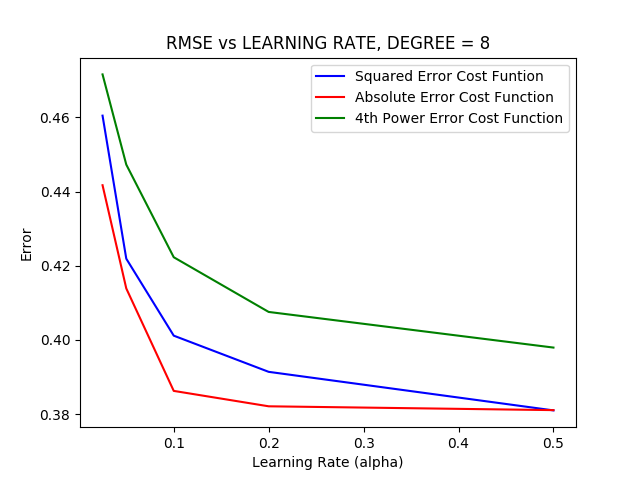 RMSE vs LEARNING RATE, DEGREE = 8
Squared Error Cost Funtion
Absolute Error Cost Function
4th Power Error Cost Function
Error
0.46
0.44
0.42
0.40
0.38
0.1 0.2 0.3 0.4 0.5
Learning Rate (alpha)